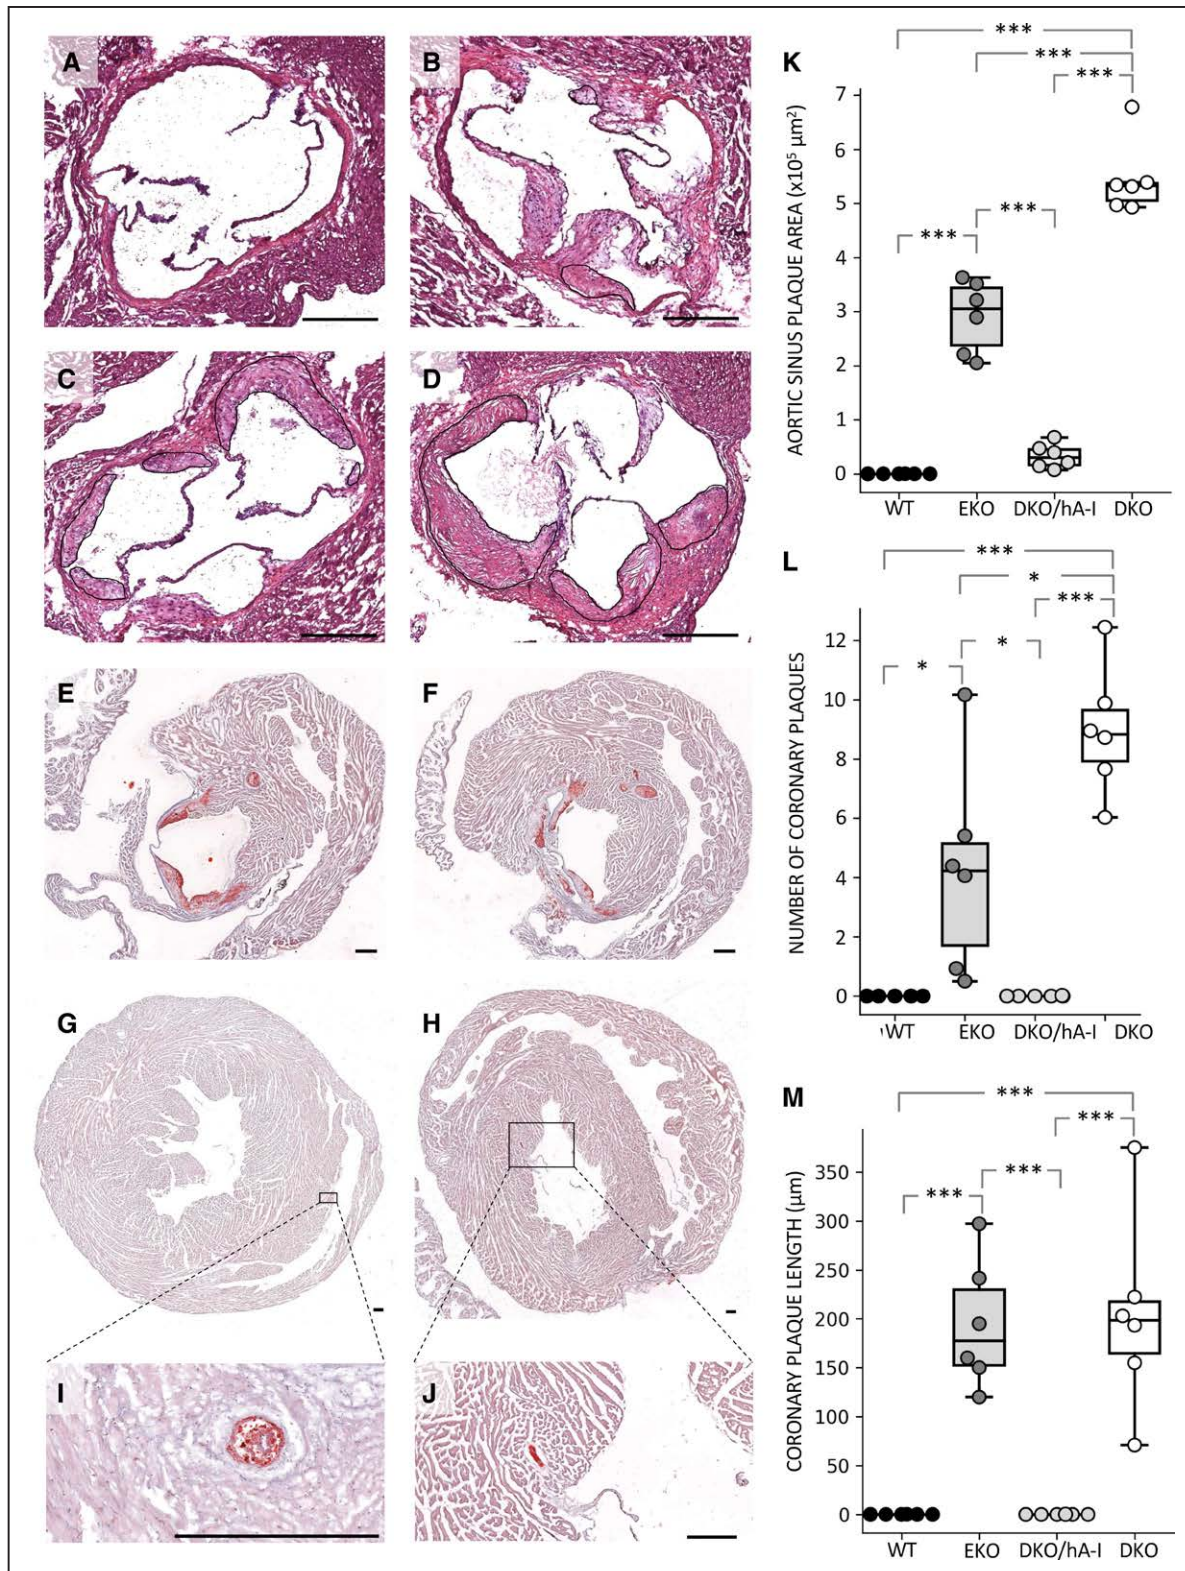 A
B
C
D
E
F
G
H
I
J
K
***
***
***
***
***
AORTIC SINUS PLAQUE AREA (x10⁵ µm²)
7
6
5
4
3
2
1
0
WT EKO DKO/hA-I DKO
L
***
*
***
*
*
NUMBER OF CORONARY PLAQUES
12
10
8
6
4
2
0
WT EKO DKO/hA-I DKO
M
***
***
***
***
CORONARY PLAQUE LENGTH (µm)
350
300
250
200
150
100
50
0
WT EKO DKO/hA-I DKO